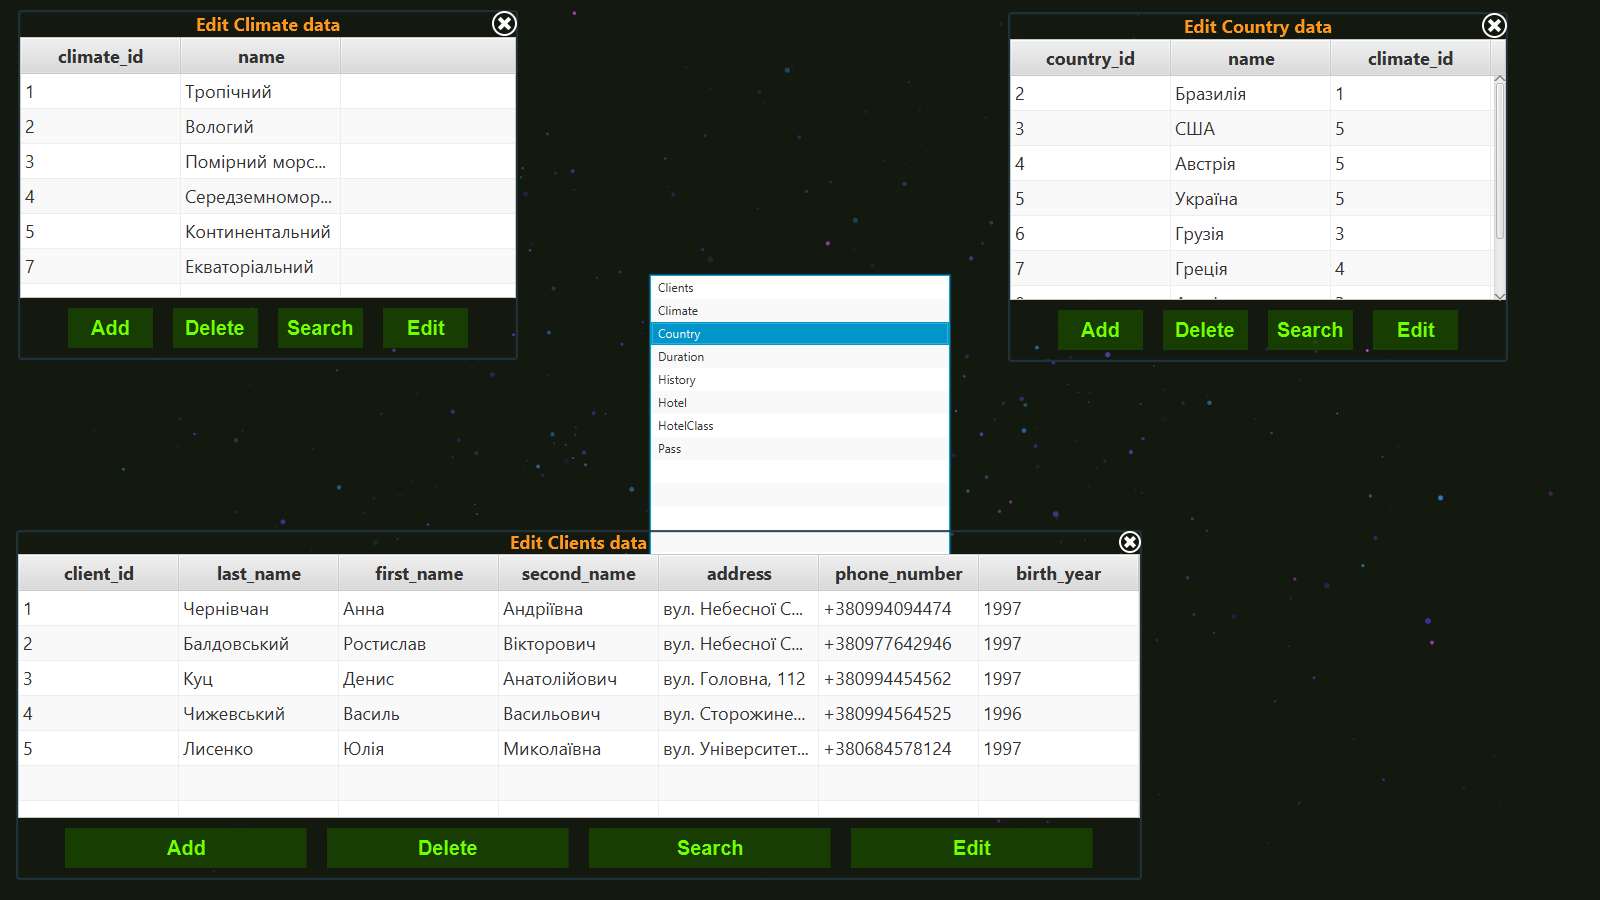 Edit Climate data
climate_id name
1 Тропічний
2 Вологий
3 Помірний морс...
4 Середземномор...
5 Континентальний
7 Екваторіальний
Add Delete Search Edit
Edit Country data
country_id name climate_id
2 Бразилія 1
3 США 5
4 Австрія 5
5 Україна 5
6 Грузія 3
7 Греція 4
Add Delete Search Edit
Clients
Climate
Country
Duration
History
Hotel
HotelClass
Pass
Edit Clients data
client_id last_name first_name second_name address phone_number birth_year
1 Чернівчан Анна Андріївна вул. Небесної С... +380994094474 1997
2 Балдовський Ростислав Вікторович вул. Небесної С... +380977642946 1997
3 Куц Денис Анатолійович вул. Головна, 112 +380994454562 1997
4 Чижевський Василь Васильович вул. Сторожине... +380994564525 1996
5 Лисенко Юлія Миколаївна вул. Університет... +380684578124 1997
Add Delete Search Edit